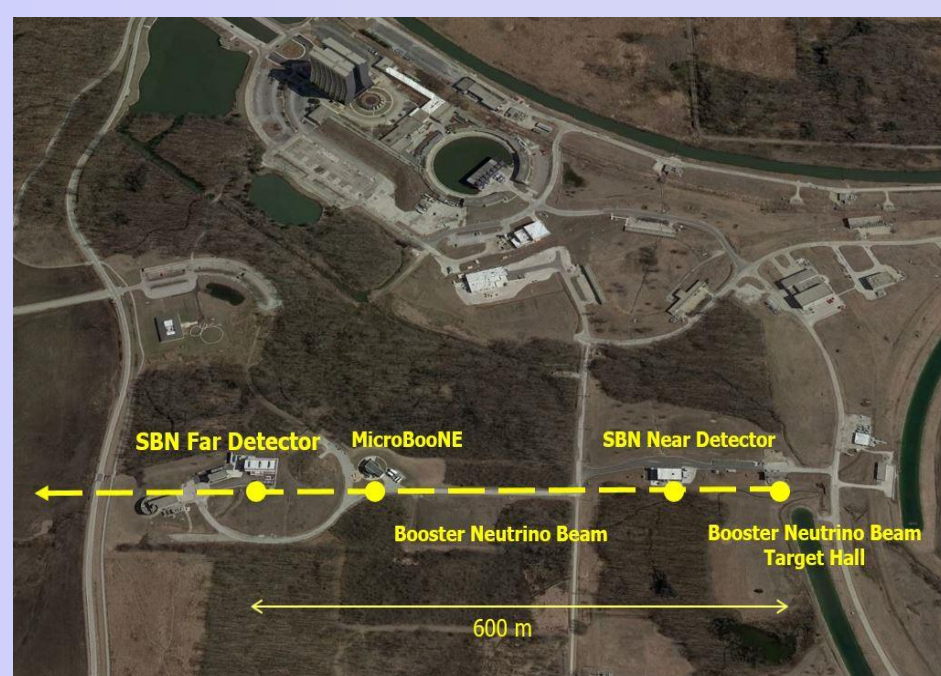 SBN Far Detector
MicroBooNE
SBN Near Detector
Booster Neutrino Beam
Booster Neutrino Beam
Target Hall
600 m